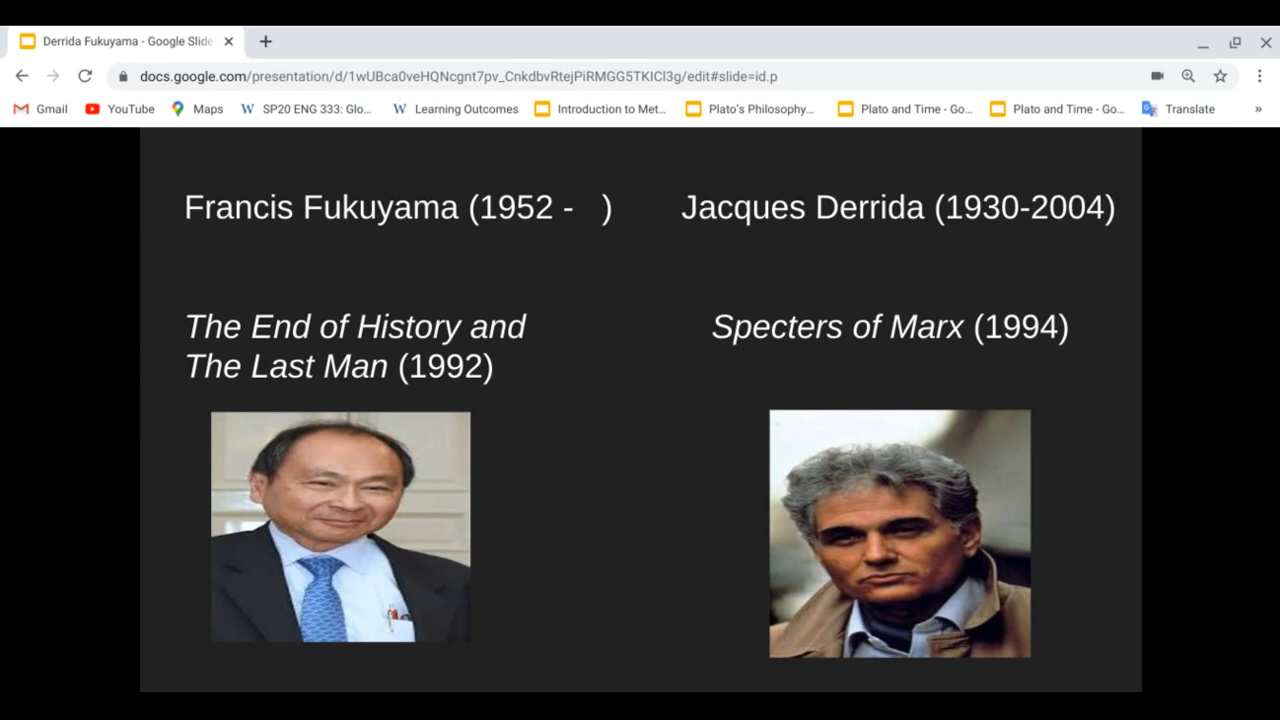 Derrida Fukuyama - Google Slide
docs.google.com/presentation/d/1wUBca0veHQNcgnt7pv_CnkdbvRtejPiRMGG5TKICl3g/edit#slide=id.p
Gmail YouTube Maps SP20 ENG 333: Glo... Learning Outcomes Introduction to Met... Plato's Philosophy... Plato and Time - Go... Plato and Time - Go... Translate »
Francis Fukuyama (1952 - ) Jacques Derrida (1930-2004)
The End of History and Specters of Marx (1994)
The Last Man (1992)